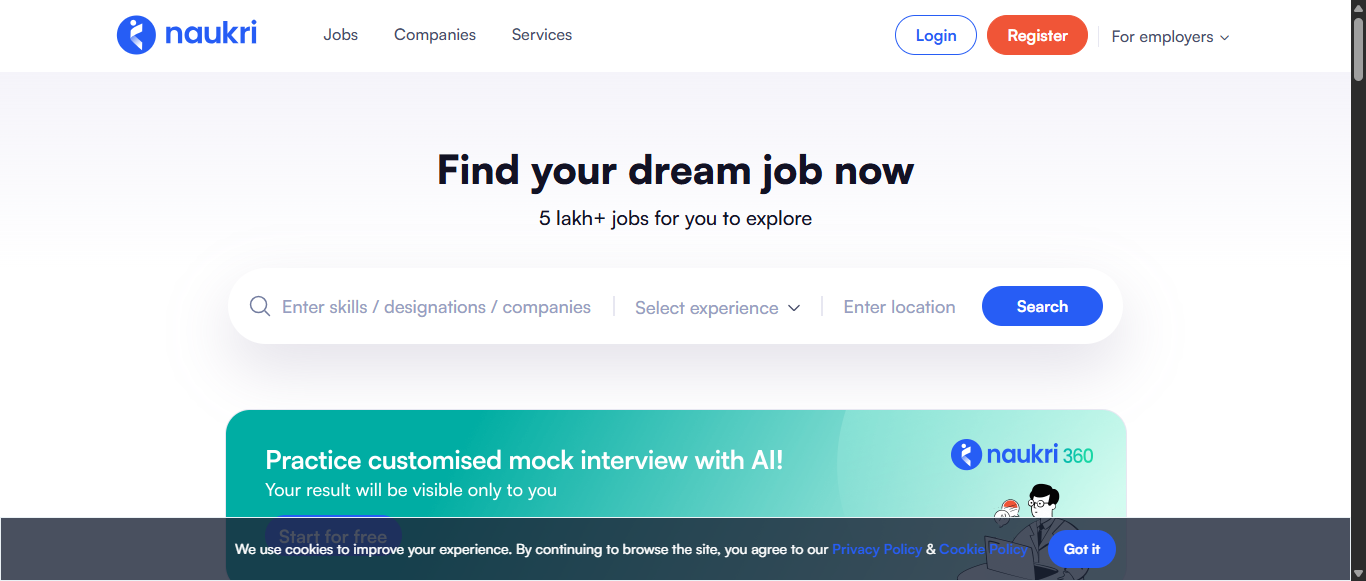 naukri
Jobs
Companies
Services
Login
Register
For employers
Find your dream job now
5 lakh+ jobs for you to explore
Enter skills / designations / companies
Select experience
Enter location
Search
Practice customised mock interview with AI!
Your result will be visible only to you
naukri 360
Start for free
We use cookies to improve your experience. By continuing to browse the site, you agree to our Privacy Policy & Cookie Policy
Got it